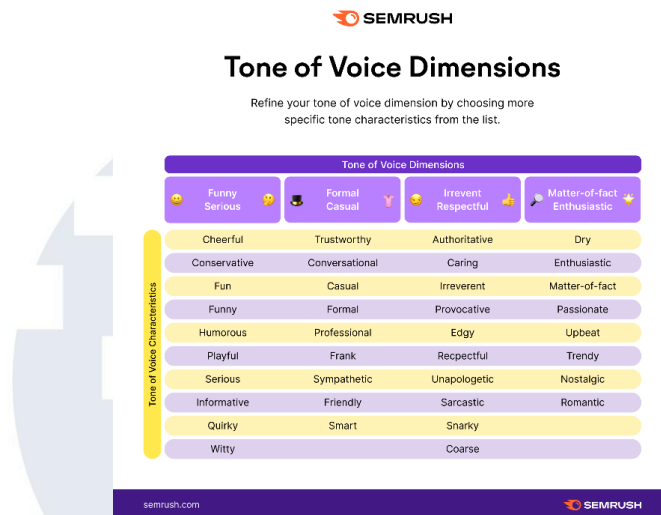 SEMRUSH
Tone of Voice Dimensions
Refine your tone of voice dimension by choosing more
specific tone characteristics from the list.
Tone of Voice Dimensions
Funny
Serious
Formal
Casual
Irrevent
Respectful
Matter-of-fact
Enthusiastic
Tone of Voice Characteristics
Cheerful Trustworthy Authoritative Dry
Conservative Conversational Caring Enthusiastic
Fun Casual Irreverent Matter-of-fact
Funny Formal Provocative Passionate
Humorous Professional Edgy Upbeat
Playful Frank Recpectful Trendy
Serious Sympathetic Unapologetic Nostalgic
Informative Friendly Sarcastic Romantic
Quirky Smart Snarky
Witty Coarse
semrush.com SEMRUSH